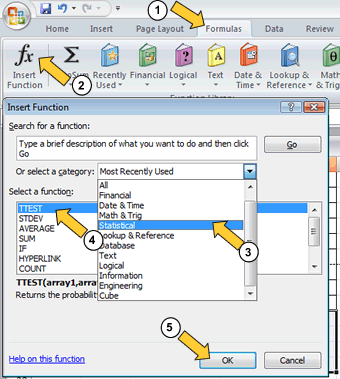 1
Home Insert Page Layout Formulas Data Review
fx Σ
Insert Function
Sum
Recently Used
Financial
Logical
Text
Date & Time
Lookup & Reference
Math & Trig
2
Function Library
Insert Function
Search for a function:
Type a brief description of what you want to do and then click Go
Go
Or select a category: Most Recently Used
All
Financial
Date & Time
Math & Trig
Statistical
Lookup & Reference
Database
Text
Logical
Information
Engineering
Cube
3
Select a function:
TTEST
STDEV
AVERAGE
SUM
IF
HYPERLINK
COUNT
4
TTEST(array1,arra
Returns the probability
5
Help on this function
OK
Cancel